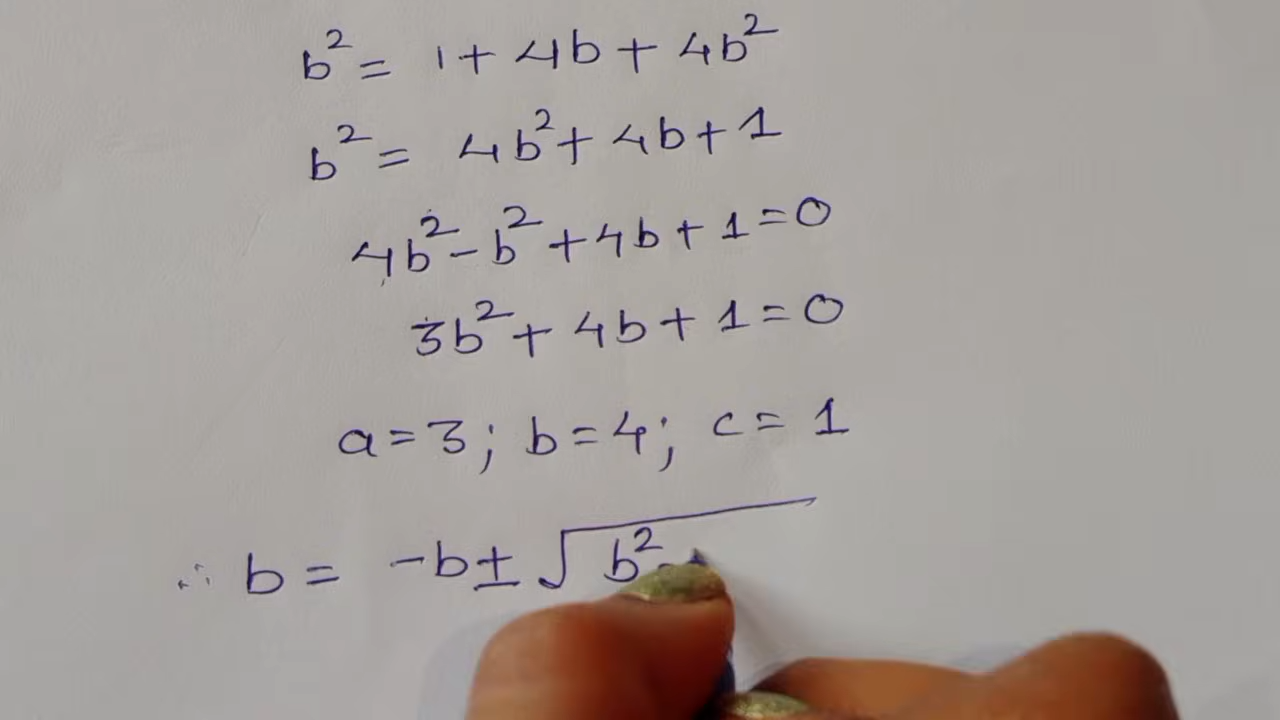 b² = 1 + 4b + 4b²
b² = 4b² + 4b + 1
4b² - b² + 4b + 1 = 0
3b² + 4b + 1 = 0
a = 3 ; b = 4 ; c = 1
∴ b = -b ± √ b² -